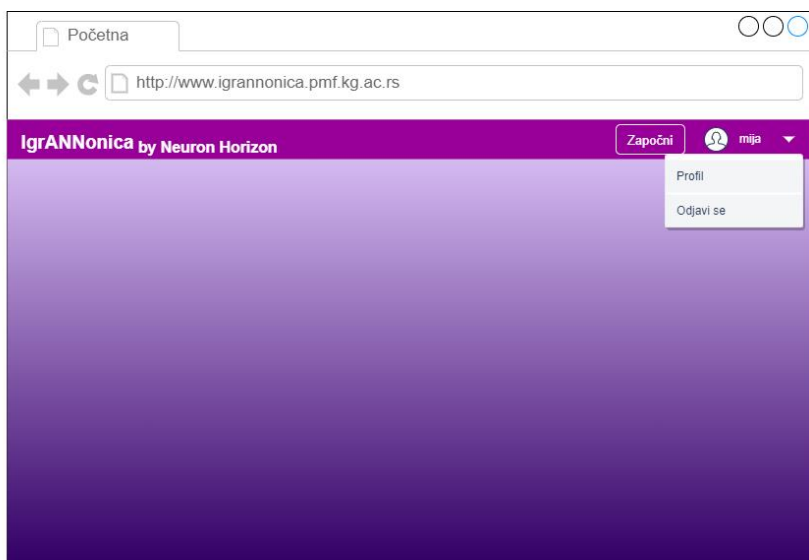 Početna
http://www.igrannonica.pmf.kg.ac.rs
IgrANNonica by Neuron Horizon
Započni
mija
Profil
Odjavi se